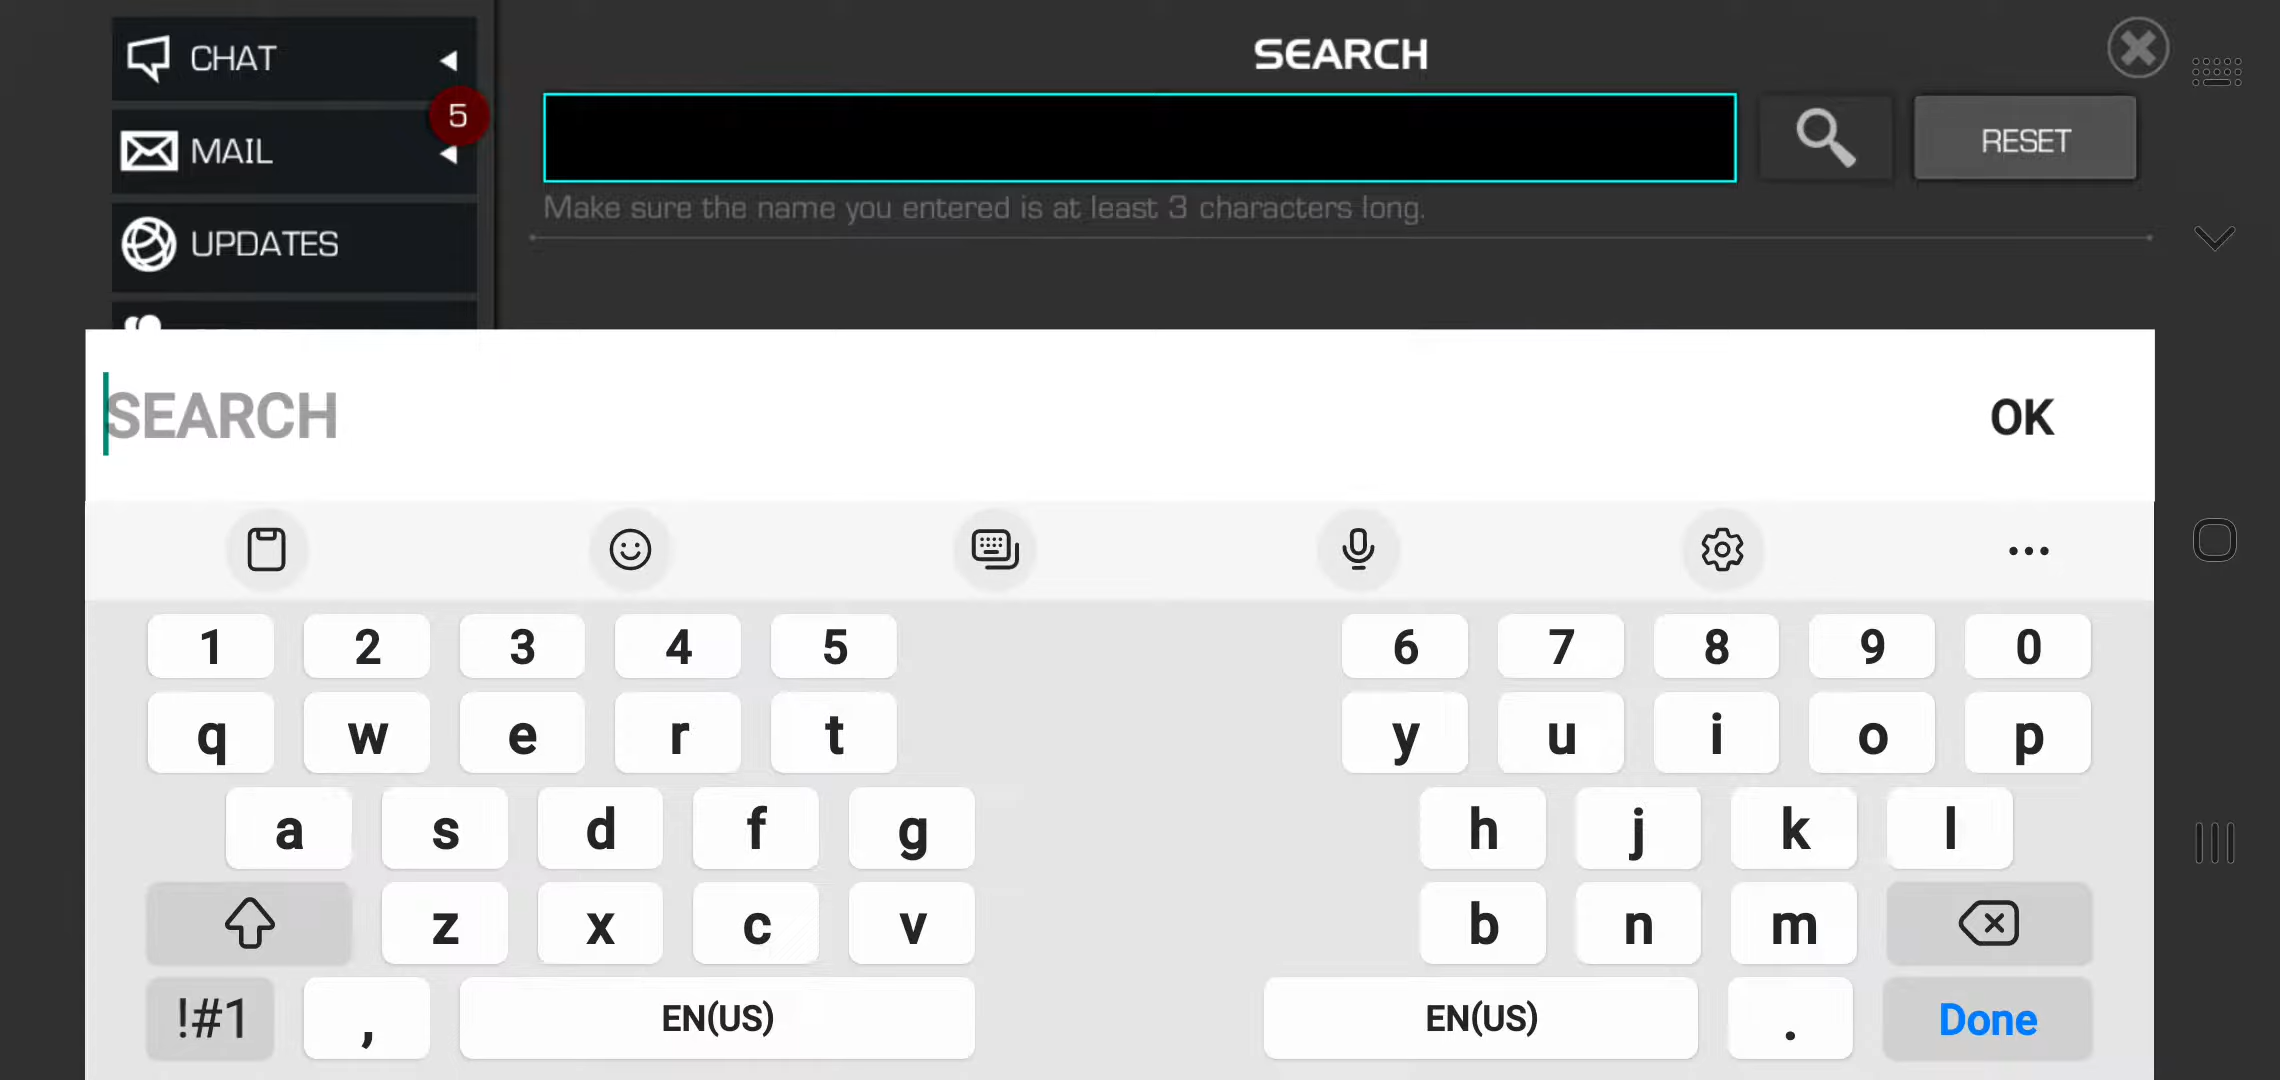 CHAT
5
MAIL
UPDATES
SEARCH
RESET
Make sure the name you entered is at least 3 characters long.
SEARCH
OK
1 2 3 4 5 6 7 8 9 0
q w e r t y u i o p
a s d f g h j k l
z x c v b n m
!#1 , EN(US) EN(US) . Done